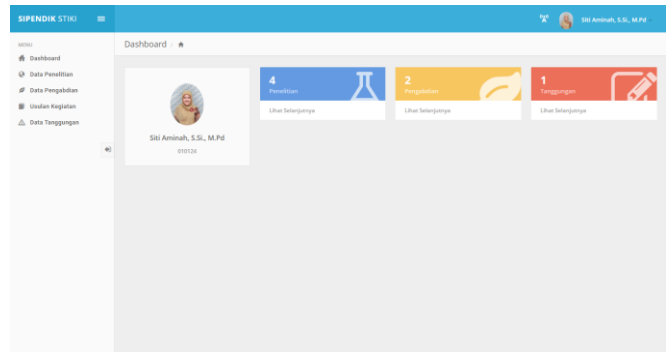 SIPENDIK STIKI
Siti Aminah, S.Si., M.Pd
MENU
Dashboard
Data Penelitian
Data Pengabdian
Usulan Kegiatan
Data Tanggungan
Dashboard /
Siti Aminah, S.Si., M.Pd
010124
4
Penelitian
Lihat Selanjutnya
2
Pengabdian
Lihat Selanjutnya
1
Tanggungan
Lihat Selanjutnya